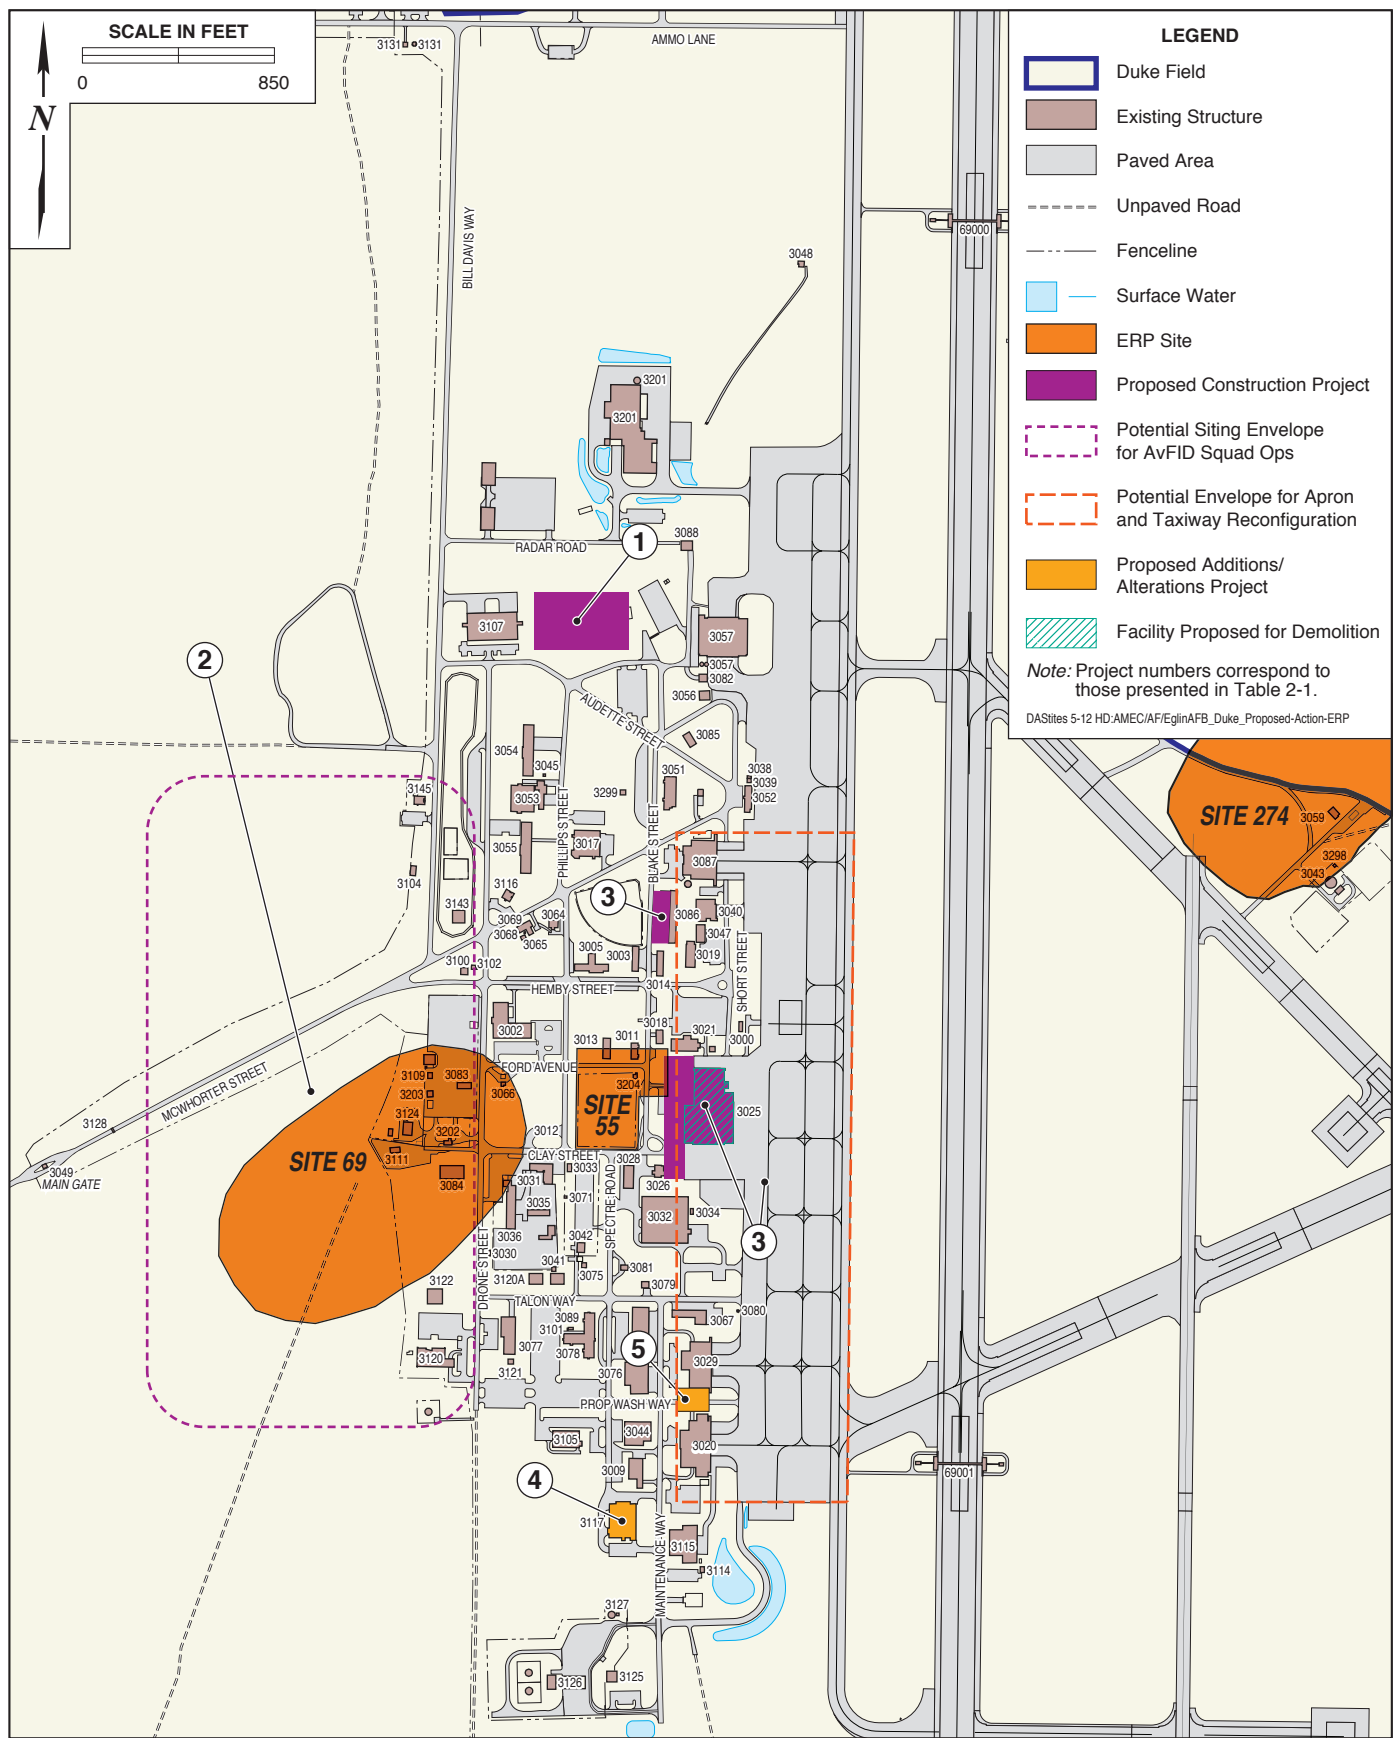 SCALE IN FEET
0 850
N
LEGEND
Duke Field
Existing Structure
Paved Area
Unpaved Road
Fenceline
Surface Water
ERP Site
Proposed Construction Project
Potential Siting Envelope
for AvFID Squad Ops
Potential Envelope for Apron
and Taxiway Reconfiguration
Proposed Additions/
Alterations Project
Facility Proposed for Demolition
Note: Project numbers correspond to
those presented in Table 2-1.
DAStites 5-12 HD:AMEC/AF/EglinAFB_Duke_Proposed-Action-ERP
3131 3131
AMMO LANE
BILL DAVIS WAY
69000
3048
3201
3201
RADAR ROAD
1
3088
3107
3057
3057
3082
3056
2
AUDETTE STREET
3085
3054
3045
3051
3038
3039
3052
3053
3299
3145
PHILLIPS STREET
BLAKE STREET
SITE 274
3059
3298
3043
3055
3017
3087
3104
3116
3
3143
3069
3064
3086
3040
3068
3065
3047
3005
3003
3019
3100
3102
3014
SHORT STREET
HEMBY STREET
3002
3018
3021
3000
3013
3011
FORD AVENUE
MCWHORTER STREET
3109
3083
3066
3204
3203
SITE
55
3025
3124
3128
3202
3012
SITE 69
3111
CLAY STREET
3049
MAIN GATE
3084
3031
3033
3028
3026
3071
SPECTRE ROAD
3035
3032
3034
3036
3042
3
3030
3041
DRONE STREET
3075
3081
3120A
3079
3122
TALON WAY
3080
3089
3067
3101
3077
3078
5
3120
3121
3076
3029
PROP WASH WAY
3105
3044
3020
3009
69001
4
3117
MAINTENANCE WAY
3115
3114
3127
3126
3125